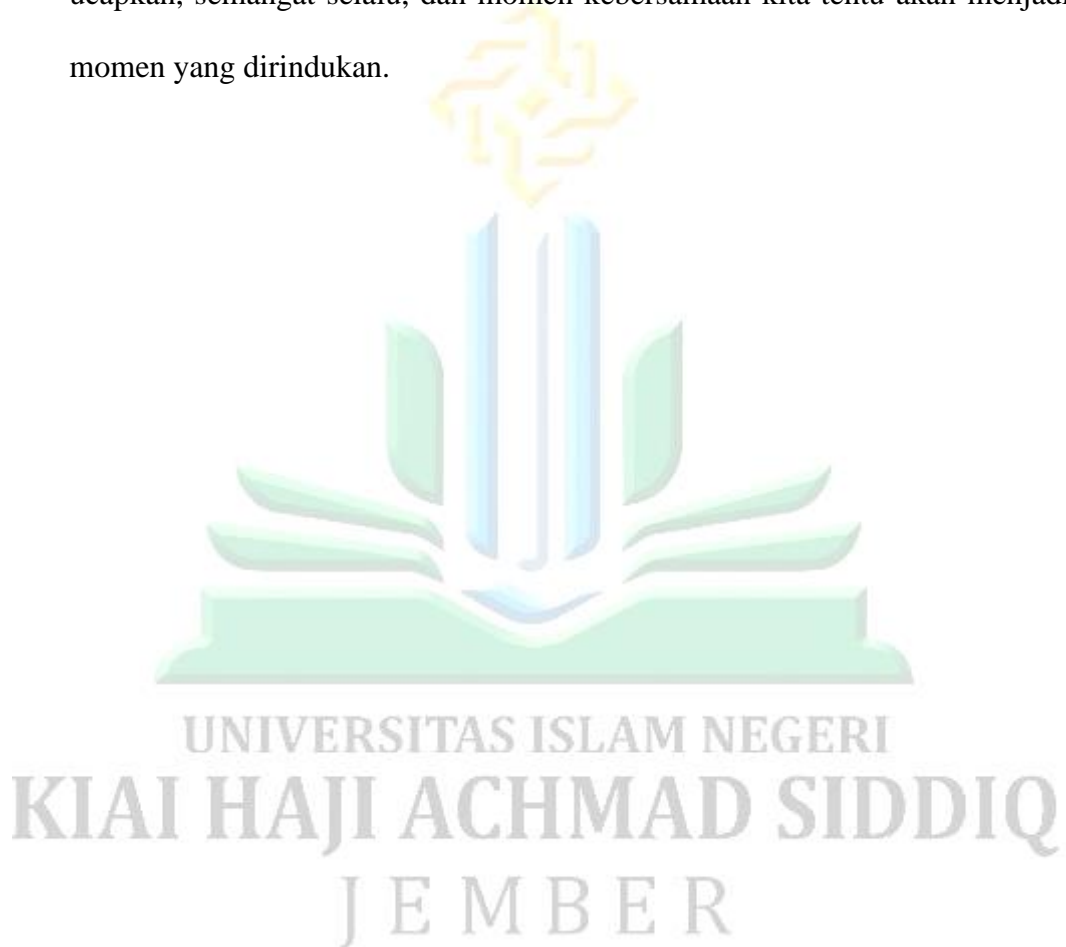 ucapkan, semangat selalu, dan momen kebersamaan kita tentu akan menjadi
momen yang dirindukan.
UNIVERSITAS ISLAM NEGERI
KIAI HAJI ACHMAD SIDDIQ
JEMBER